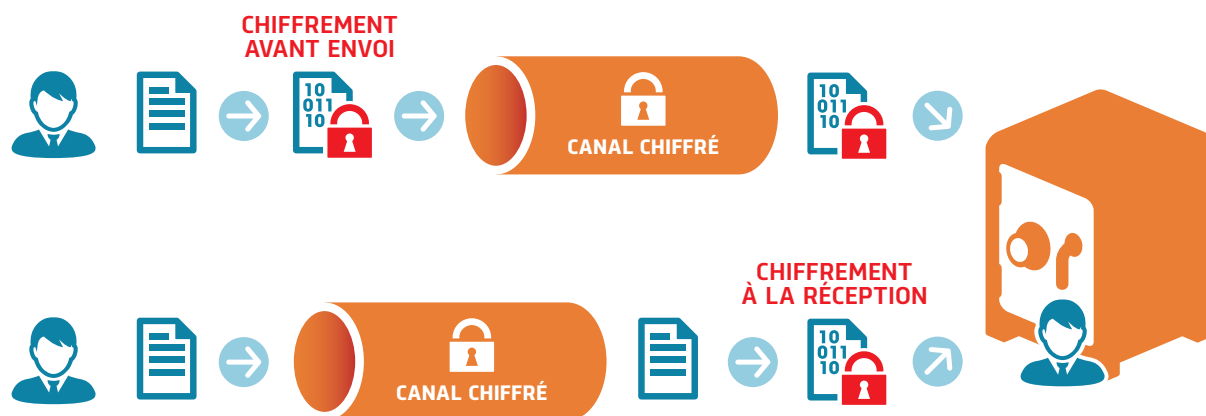 CHIFFREMENT
AVANT ENVOI
10
011
10
CANAL CHIFFRÉ
10
011
10
CHIFFREMENT
À LA RÉCEPTION
CANAL CHIFFRÉ
10
011
10